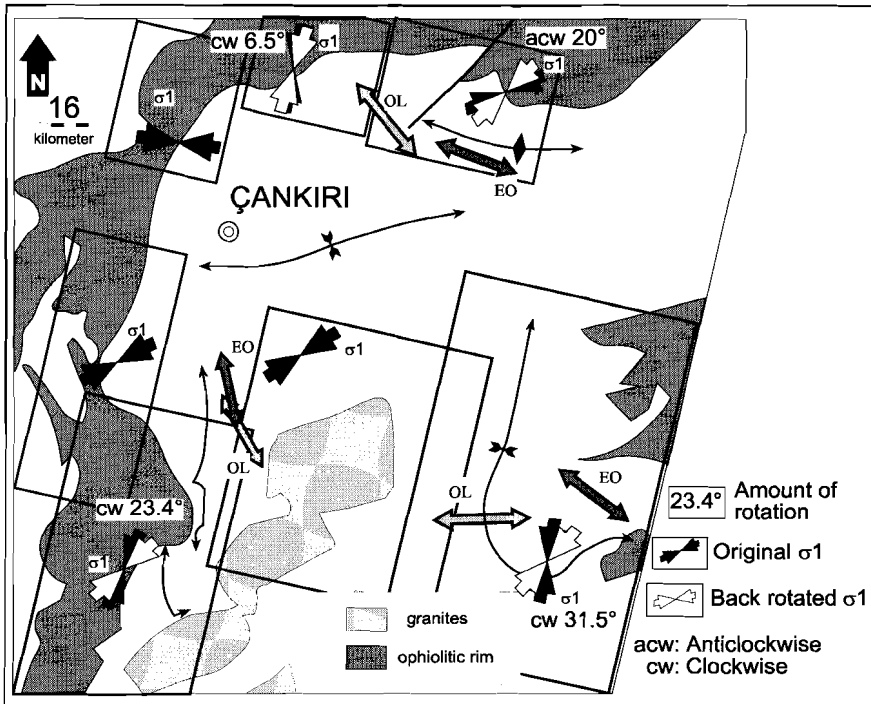 cw 6.5°
σ1
acw 20°
σ1
N
16
kilometer
σ1
OL
EO
ÇANKIRI
σ1
σ1
EO
OL
cw 23.4°
σ1
OL
EO
σ1
cw 31.5°
23.4° Amount of
rotation
Original σ1
Back rotated σ1
granites
ophiolitic rim
acw: Anticlockwise
cw: Clockwise